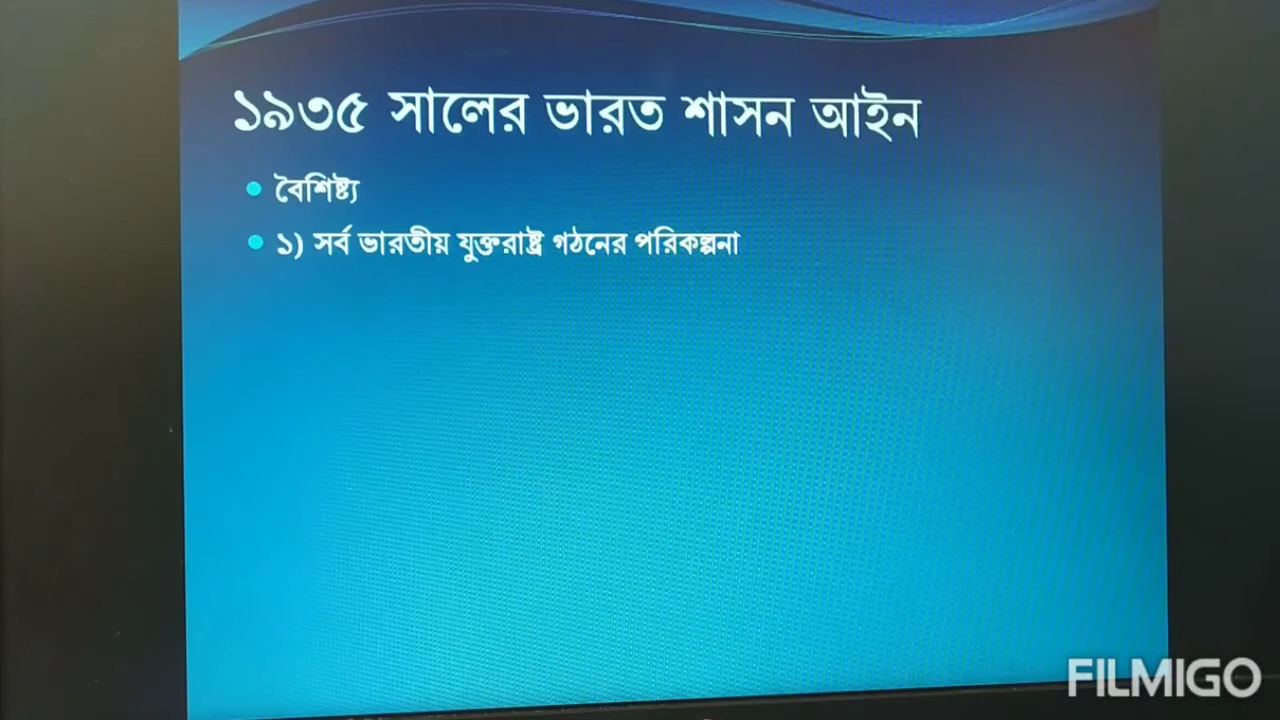 ১৯৩৫ সালের ভারত শাসন আইন
বৈশিষ্ট্য
১) সর্ব ভারতীয় যুক্তরাষ্ট্র গঠনের পরিকল্পনা
FILMIGO